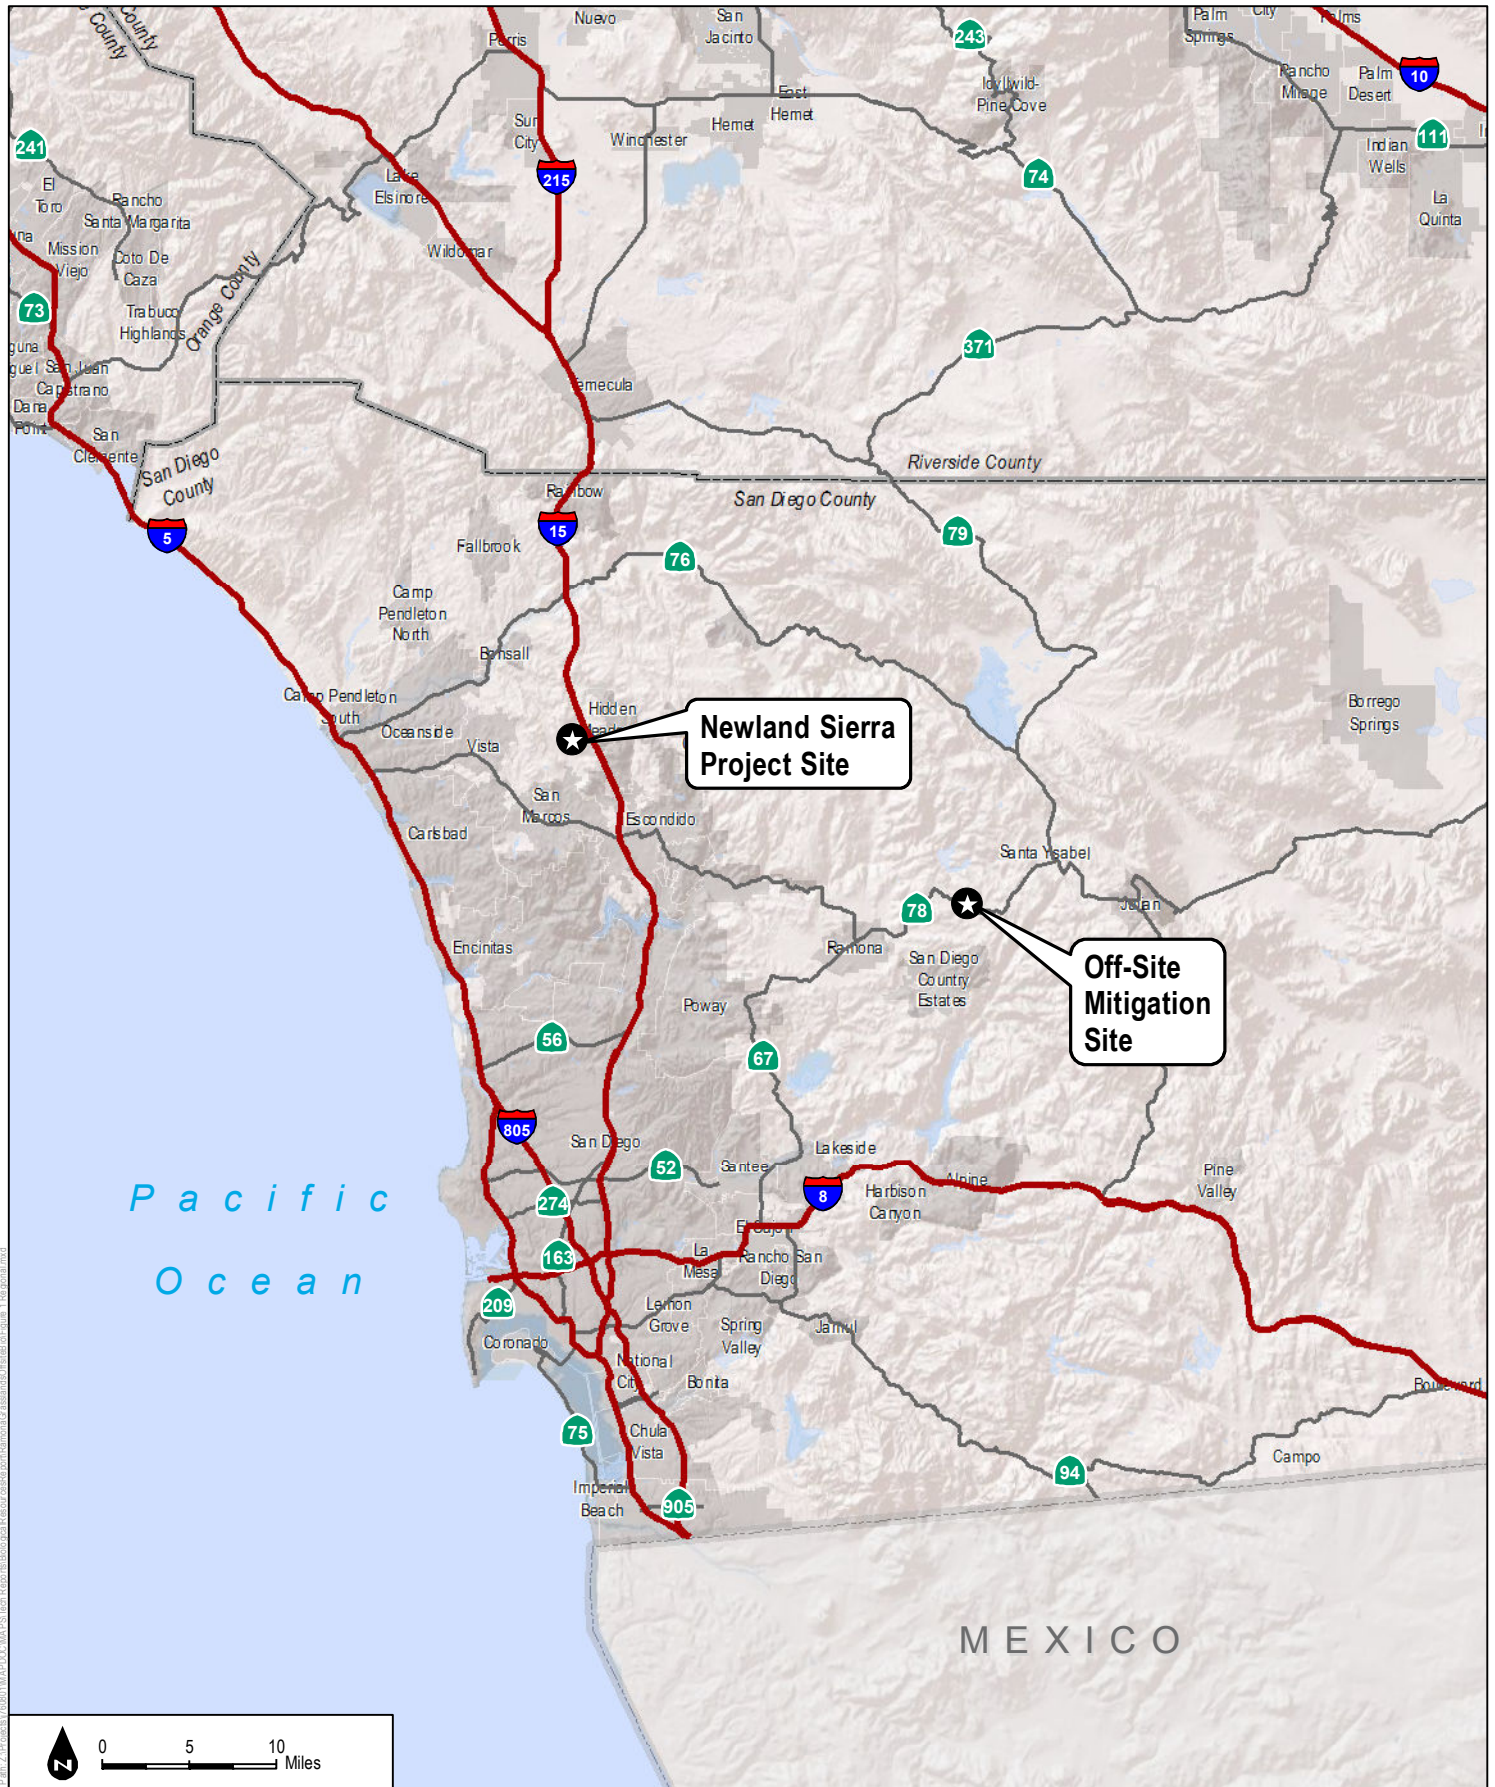 County
County
Perris
Nuevo
San
Jacinto
243
Palm
Springs
City
Palms
10
Idyllwild-
Pine Cove
Rancho
Mirage
Palm
Desert
East
Hemet
Hemet
Sun
City
Winchester
111
Indian
Wells
241
215
74
Lake
Elsinore
El
Toro
Rancho
Santa Margarita
La
Quinta
Mission
Viejo
Coto De
Caza
Wildomar
Orange County
73
Trabuco
Highlands
371
San Juan
Capistrano
Temecula
Dana
Point
San
Clemente
San Diego
County
Riverside County
San Diego County
Rainbow
5
15
79
Fallbrook
76
Camp
Pendleton
North
Bonsall
Camp Pendleton
South
Hidden
Oceanside
Vista
Newland Sierra
Project Site
Borrego
Springs
San
Marcos
Escondido
Carlsbad
Santa Ysabel
78
Julian
Encinitas
Ramona
San Diego
Country
Estates
Off-Site
Mitigation
Site
Poway
56
67
805
San Diego
52
Santee
Lakeside
8
Harbison
Canyon
Alpine
Pine
Valley
Pacific
Ocean
274
163
El Cajon
La
Mesa
Rancho San
Diego
209
Lemon
Grove
Spring
Valley
Jamul
Coronado
National
City
Bonita
Boulevard
75
Chula
Vista
Campo
94
Imperial
Beach
905
MEXICO
N
0 5 10
Miles